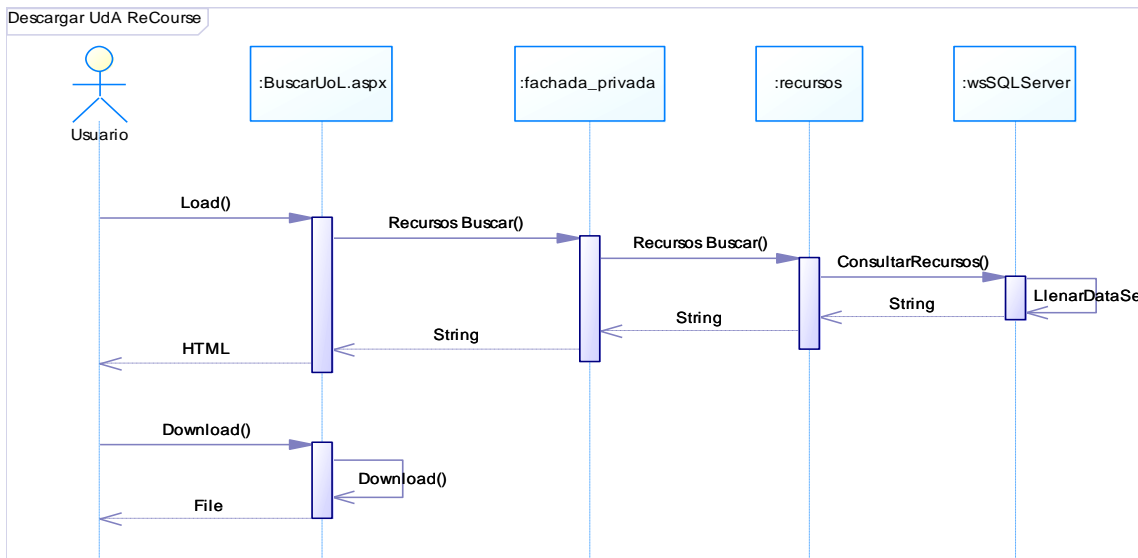 Descargar UdA ReCourse
:BuscarUoL.aspx
:fachada_privada
:recursos
:wsSQLServer
Usuario
Load()
Recursos Buscar()
Recursos Buscar()
ConsultarRecursos()
LlenarDataSe
String
String
String
HTML
Download()
Download()
File